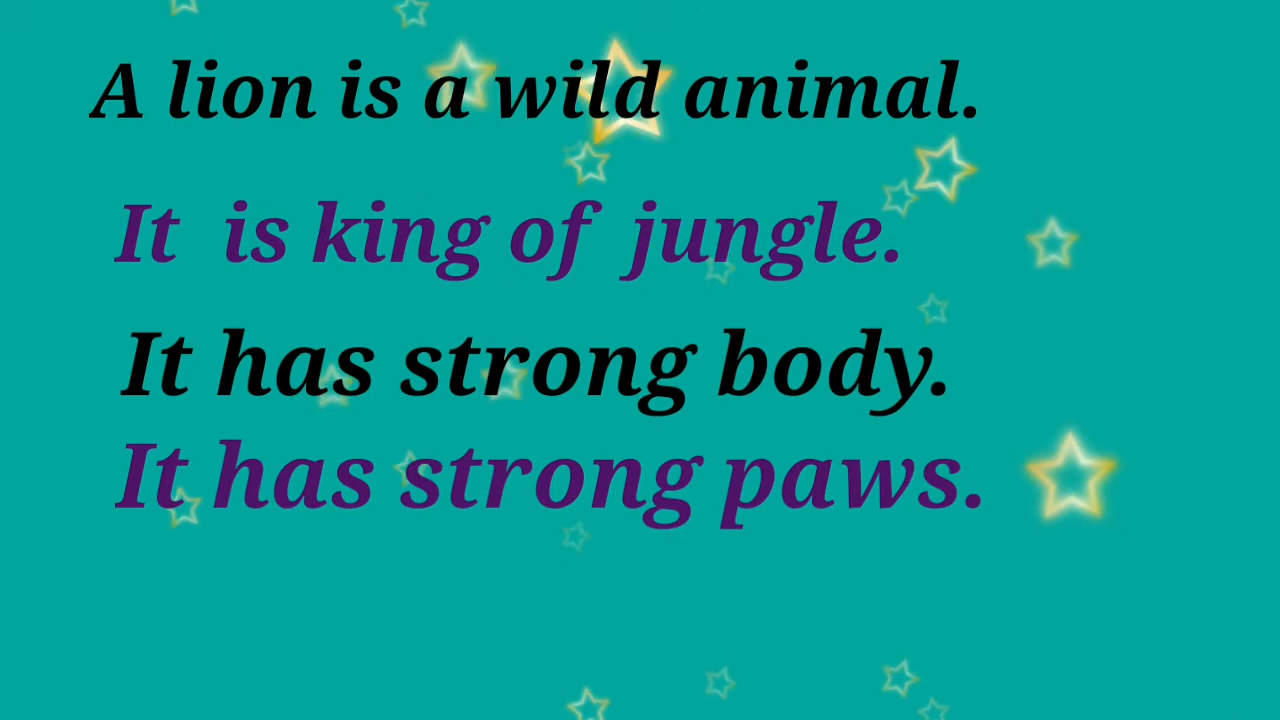 A lion is a wild animal.
It is king of jungle.
It has strong body.
It has strong paws.